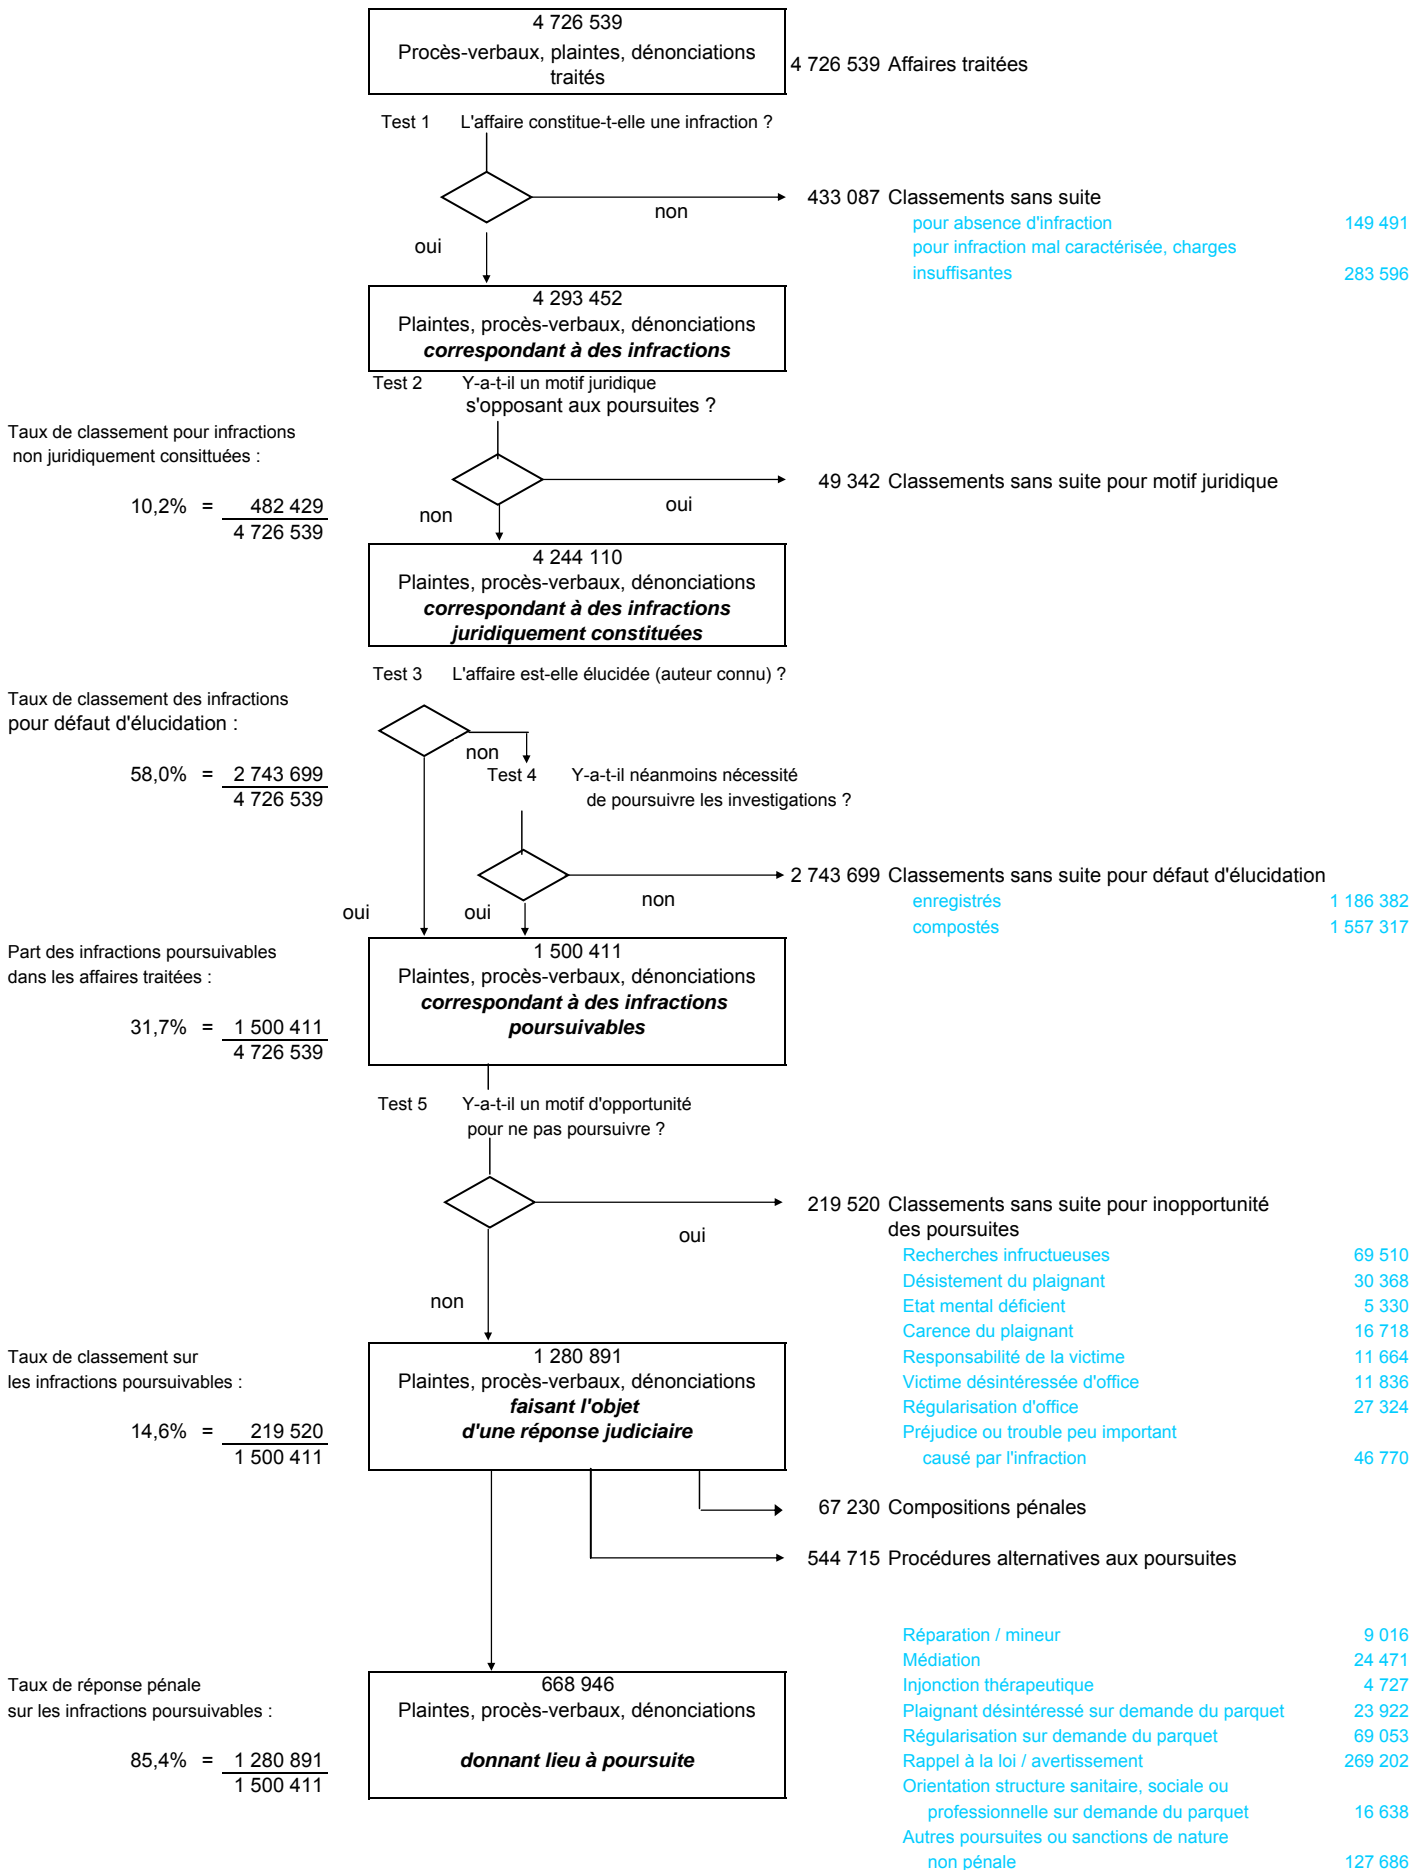 4 726 539
Procès-verbaux, plaintes, dénonciations
traités
4 726 539 Affaires traitées
Test 1 L'affaire constitue-t-elle une infraction ?
non
433 087 Classements sans suite
pour absence d'infraction 149 491
pour infraction mal caractérisée, charges
insuffisantes 283 596
oui
4 293 452
Plaintes, procès-verbaux, dénonciations
correspondant à des infractions
Test 2 Y-a-t-il un motif juridique
s'opposant aux poursuites ?
Taux de classement pour infractions
non juridiquement consittuées :
10,2% = 482 429
4 726 539
oui
49 342 Classements sans suite pour motif juridique
non
4 244 110
Plaintes, procès-verbaux, dénonciations
correspondant à des infractions
juridiquement constituées
Test 3 L'affaire est-elle élucidée (auteur connu) ?
Taux de classement des infractions
pour défaut d'élucidation :
58,0% = 2 743 699
4 726 539
non
Test 4 Y-a-t-il néanmoins nécessité
de poursuivre les investigations ?
non
2 743 699 Classements sans suite pour défaut d'élucidation
enregistrés 1 186 382
compostés 1 557 317
oui oui
Part des infractions poursuivables
dans les affaires traitées :
31,7% = 1 500 411
4 726 539
1 500 411
Plaintes, procès-verbaux, dénonciations
correspondant à des infractions
poursuivables
Test 5 Y-a-t-il un motif d'opportunité
pour ne pas poursuivre ?
oui
219 520 Classements sans suite pour inopportunité
des poursuites
Recherches infructueuses 69 510
Désistement du plaignant 30 368
Etat mental déficient 5 330
Carence du plaignant 16 718
Responsabilité de la victime 11 664
Victime désintéressée d'office 11 836
Régularisation d'office 27 324
Préjudice ou trouble peu important
causé par l'infraction 46 770
non
Taux de classement sur
les infractions poursuivables :
14,6% = 219 520
1 500 411
1 280 891
Plaintes, procès-verbaux, dénonciations
faisant l'objet
d'une réponse judiciaire
67 230 Compositions pénales
544 715 Procédures alternatives aux poursuites
Réparation / mineur 9 016
Médiation 24 471
Injonction thérapeutique 4 727
Plaignant désintéressé sur demande du parquet 23 922
Régularisation sur demande du parquet 69 053
Rappel à la loi / avertissement 269 202
Orientation structure sanitaire, sociale ou
professionnelle sur demande du parquet 16 638
Autres poursuites ou sanctions de nature
non pénale 127 686
Taux de réponse pénale
sur les infractions poursuivables :
85,4% = 1 280 891
1 500 411
668 946
Plaintes, procès-verbaux, dénonciations
donnant lieu à poursuite